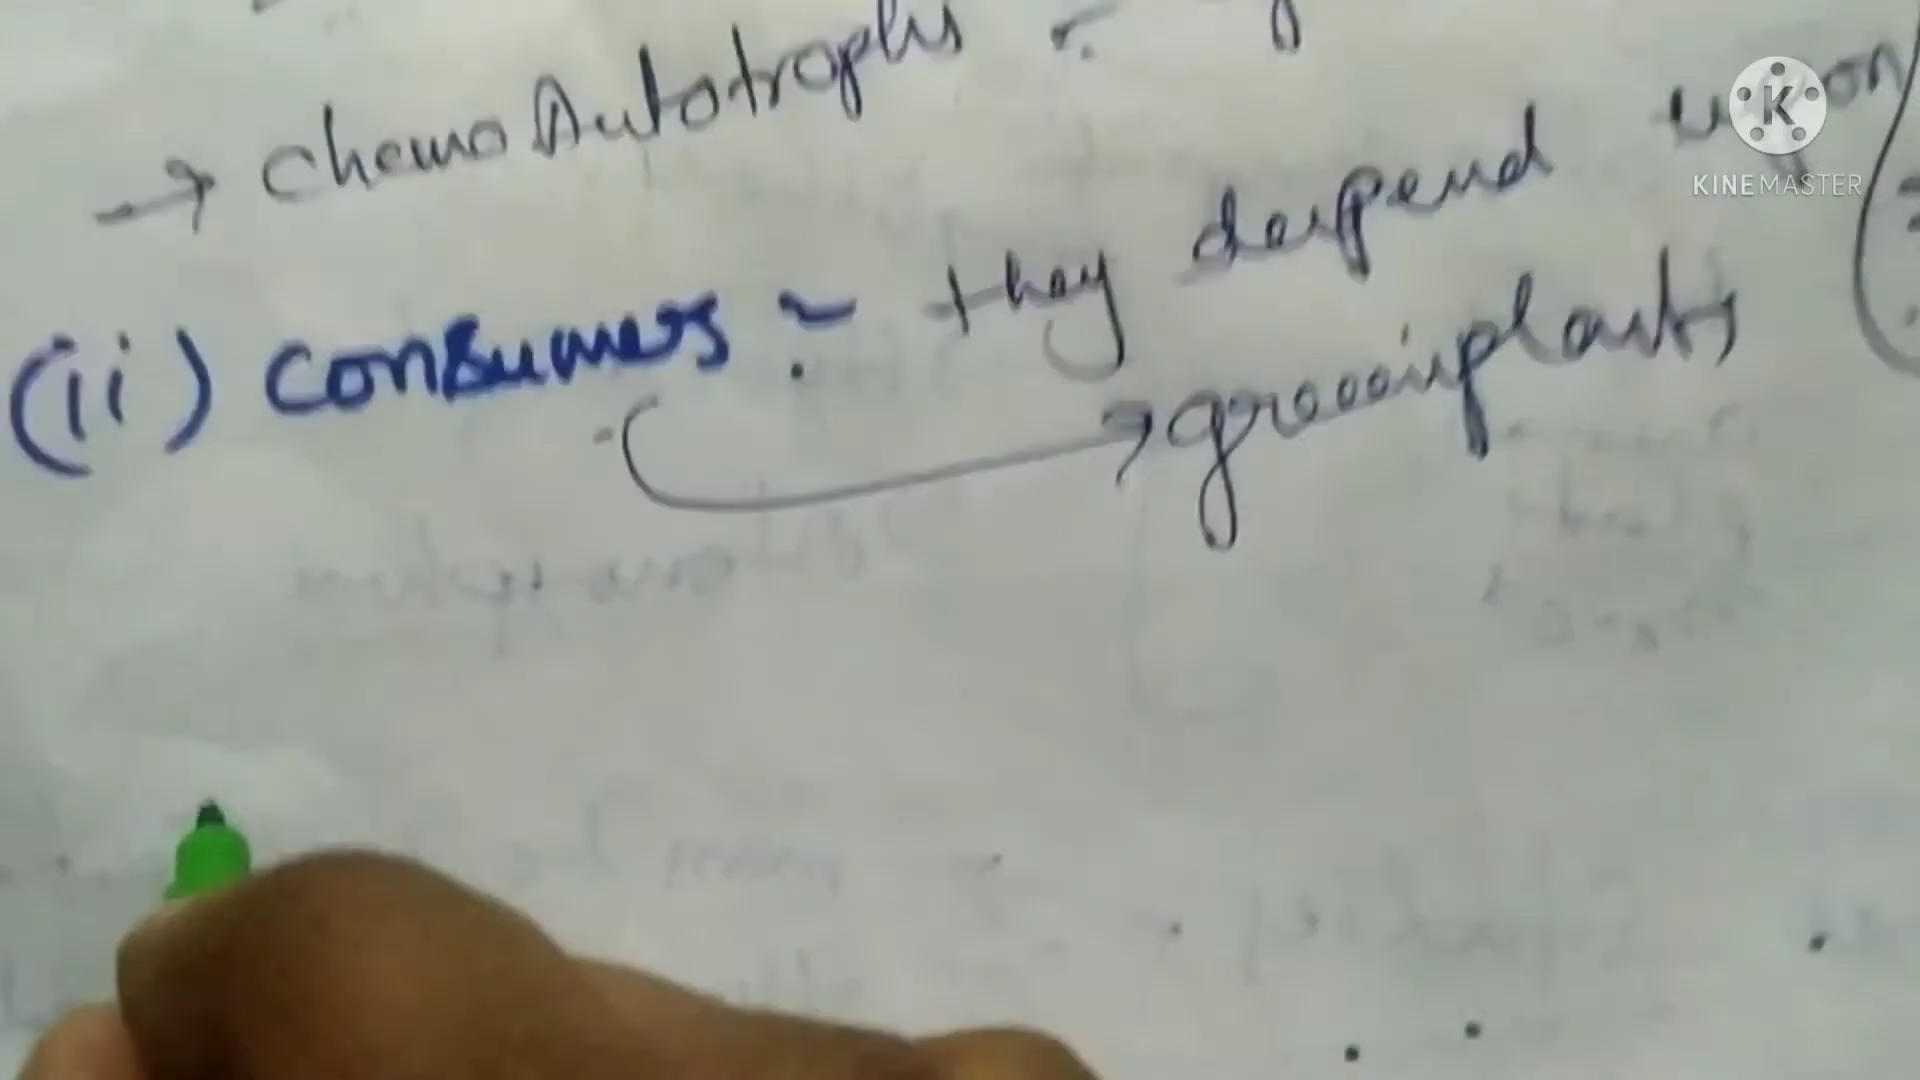 → Chemo Autotrophs :-
(ii) consumers :- they depend upon
green plants
KINEMASTER